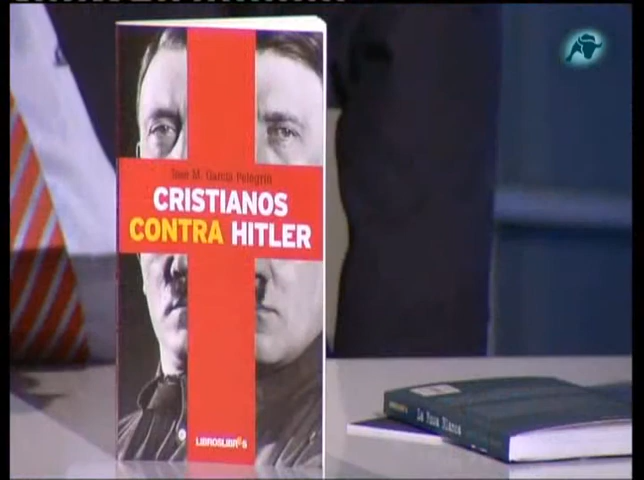 José M. García Pelegrín
CRISTIANOS
CONTRA HITLER
LIBROSLIBRES
La Rosa Blanca